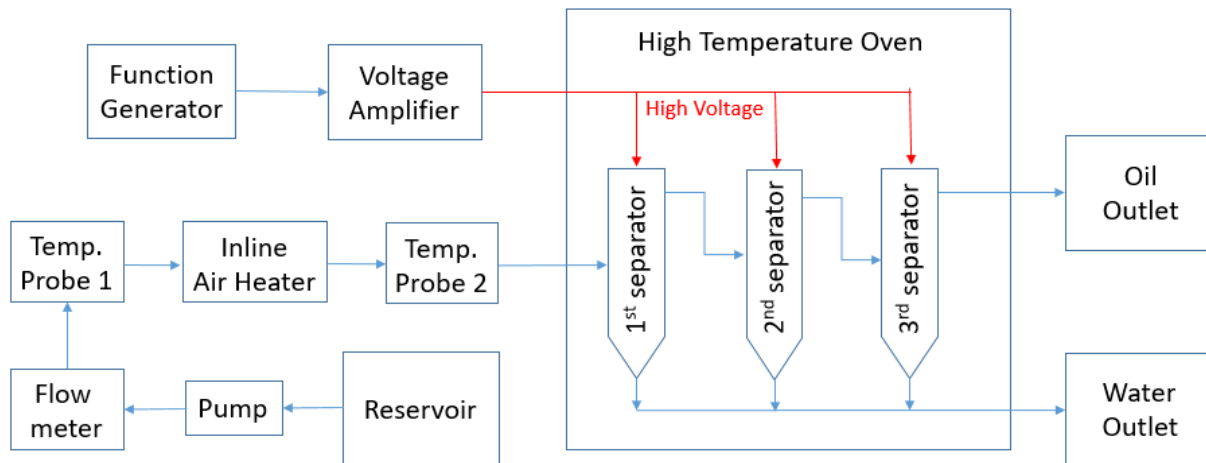 High Temperature Oven
Function
Generator
Voltage
Amplifier
High Voltage
1st separator
2nd separator
3rd separator
Oil
Outlet
Temp.
Probe 1
Inline
Air Heater
Temp.
Probe 2
Flow
meter
Pump
Reservoir
Water
Outlet